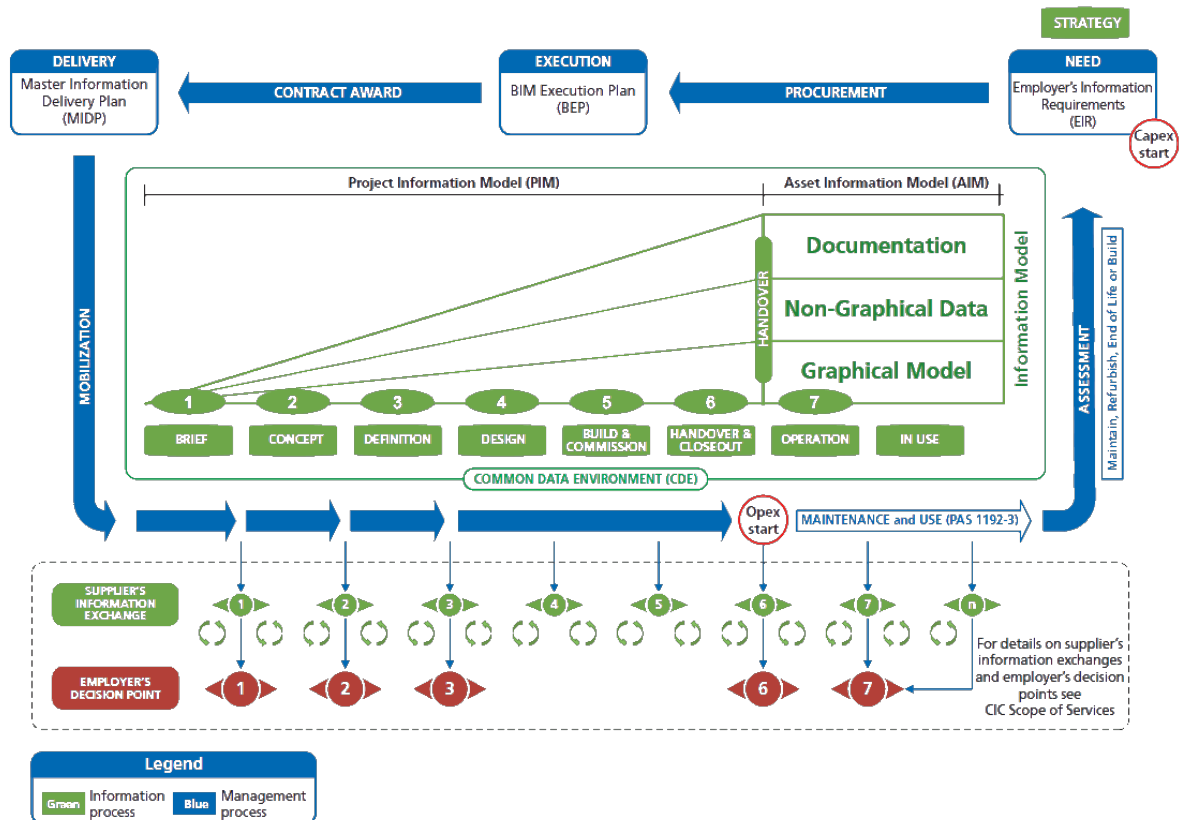 STRATEGY
DELIVERY
Master Information
Delivery Plan
(MIDP)
CONTRACT AWARD
EXECUTION
BIM Execution Plan
(BEP)
PROCUREMENT
NEED
Employer's Information
Requirements
(EIR)
Capex
start
Project Information Model (PIM)
Asset Information Model (AIM)
MOBILIZATION
HANDOVER
Documentation
Non-Graphical Data
Graphical Model
Information Model
ASSESSMENT
Maintain, Refurbish, End of Life or Build
1
2
3
4
5
6
7
BRIEF
CONCEPT
DEFINITION
DESIGN
BUILD &
COMMISSION
HANDOVER &
CLOSEOUT
OPERATION
IN USE
COMMON DATA ENVIRONMENT (CDE)
Opex
start
MAINTENANCE and USE (PAS 1192-3)
SUPPLIER'S
INFORMATION
EXCHANGE
1
2
3
4
5
6
7
n
EMPLOYER'S
DECISION POINT
1
2
3
6
7
For details on supplier's
information exchanges
and employer's decision
points see
CIC Scope of Services
Legend
Green
Information
process
Blue
Management
process